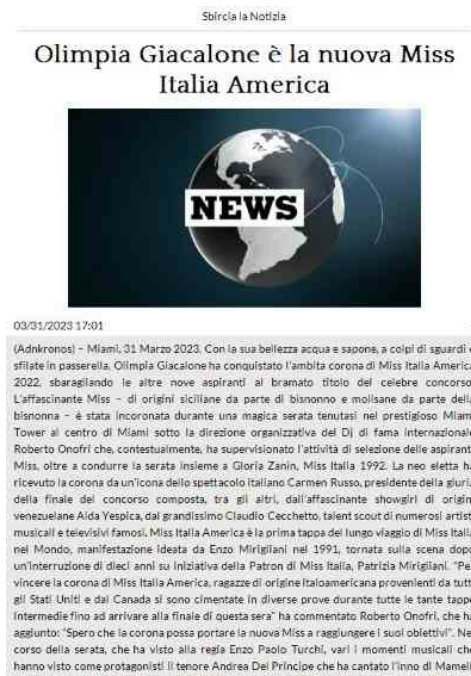 Sbircia la Notizia
Olimpia Giacalone è la nuova Miss
Italia America
NEWS
03/31/2023 17:01
(Adnkronos) – Miami, 31 Marzo 2023. Con la sua bellezza acqua e sapone, a colpi di sguardi e
sfilate in passerella, Olimpia Giacalone ha conquistato l'ambita corona di Miss Italia America
2022, sbaragliando le altre nove aspiranti al bramato titolo del celebre concorso.
L'affascinante Miss – di origini siciliane da parte di bisnonno e molisane da parte della
bisnonna – è stata incoronata durante una magica serata tenutasi nel prestigioso Miami
Tower al centro di Miami sotto la direzione organizzativa del Dj di fama internazionale
Roberto Onofri che, contestualmente, ha supervisionato l'attività di selezione delle aspiranti
Miss, oltre a condurre la serata insieme a Gloria Zanin, Miss Italia 1992. La neo eletta ha
ricevuto la corona da un'icona dello spettacolo italiano Carmen Russo, presidente della giuria
della finale del concorso composta, tra gli altri, dall'affascinante showgirl di origini
venezuelane Aida Yespica, dal grandissimo Claudio Cecchetto, talent scout di numerosi artisti
musicali e televisivi famosi. Miss Italia America è la prima tappa del lungo viaggio di Miss Italia
nel Mondo, manifestazione ideata da Enzo Mirigliani nel 1991, tornata sulla scena dopo
un'interruzione di dieci anni su iniziativa della Patron di Miss Italia, Patrizia Mirigliani. "Per
vincere la corona di Miss Italia America, ragazze di origine italoamericana provenienti da tutti
gli Stati Uniti e dal Canada si sono cimentate in diverse prove durante tutte le tante tappe
intermedie fino ad arrivare alla finale di questa sera" ha commentato Roberto Onofri, che ha
aggiunto: "Spero che la corona possa portare la nuova Miss a raggiungere i suoi obiettivi". Nel
corso della serata, che ha visto alla regia Enzo Paolo Turchi, vari i momenti musicali che
hanno visto come protagonisti il tenore Andrea Del Principe che ha cantato l'inno di Mameli